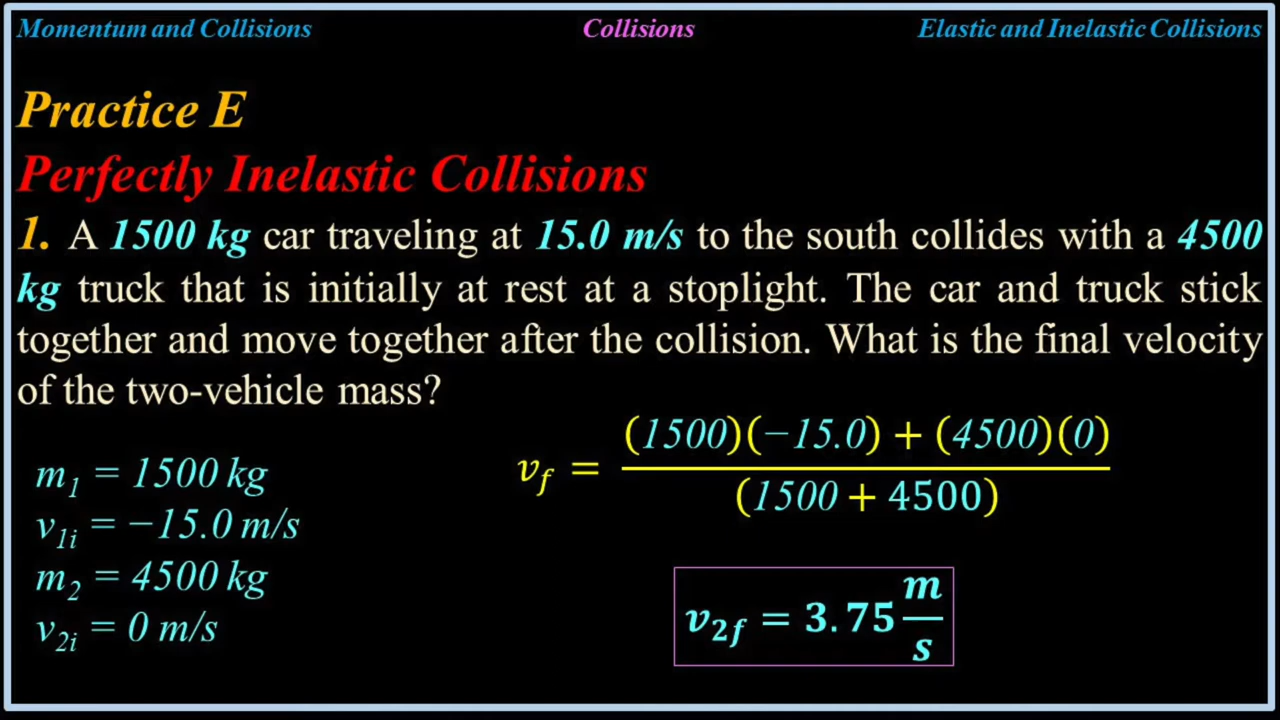 Momentum and Collisions Collisions Elastic and Inelastic Collisions
Practice E
Perfectly Inelastic Collisions
1. A 1500 kg car traveling at 15.0 m/s to the south collides with a 4500
kg truck that is initially at rest at a stoplight. The car and truck stick
together and move together after the collision. What is the final velocity
of the two-vehicle mass?
m₁ = 1500 kg
v₁ᵢ = −15.0 m/s
m₂ = 4500 kg
v₂ᵢ = 0 m/s
v_f = (1500)(−15.0) + (4500)(0) / (1500 + 4500)
v_2f = 3.75 m/s